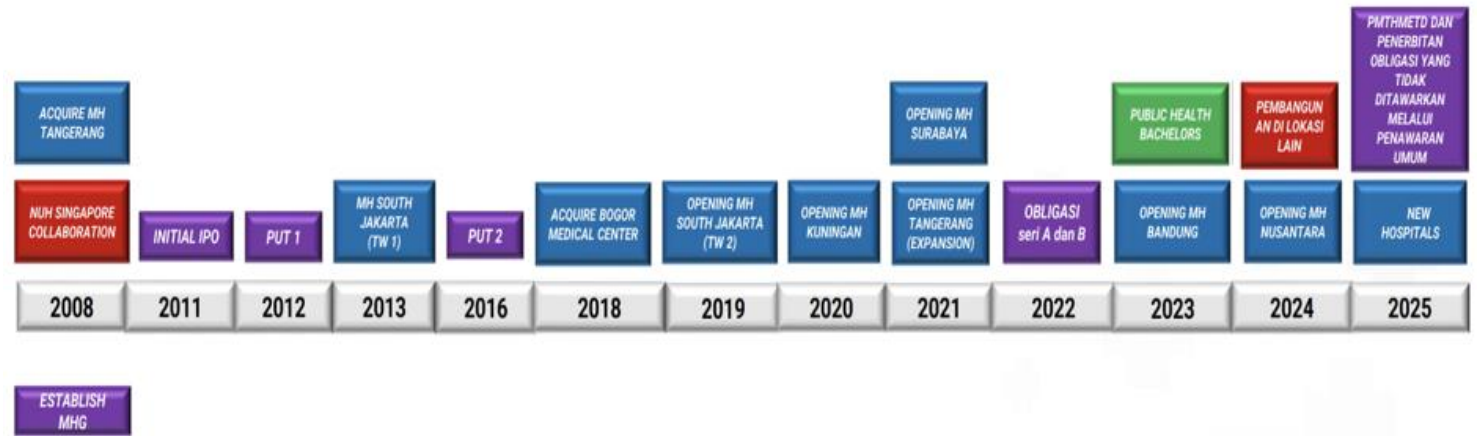 ACQUIRE MH
TANGERANG
NUH SINGAPORE
COLLABORATION
2008
ESTABLISH
MHG
INITIAL IPO
2011
PUT 1
2012
MH SOUTH
JAKARTA
(TW 1)
2013
PUT 2
2016
ACQUIRE BOGOR
MEDICAL CENTER
2018
OPENING MH
SOUTH JAKARTA
(TW 2)
2019
OPENING MH
KUNINGAN
2020
OPENING MH
SURABAYA
OPENING MH
TANGERANG
(EXPANSION)
2021
OBLIGASI
seri A dan B
2022
PUBLIC HEALTH
BACHELORS
OPENING MH
BANDUNG
2023
PEMBANGUN
AN DI LOKASI
LAIN
OPENING MH
NUSANTARA
2024
PMTHMETD DAN
PENERBITAN
OBLIGASI YANG
TIDAK
DITAWARKAN
MELALUI
PENAWARAN
UMUM
NEW
HOSPITALS
2025